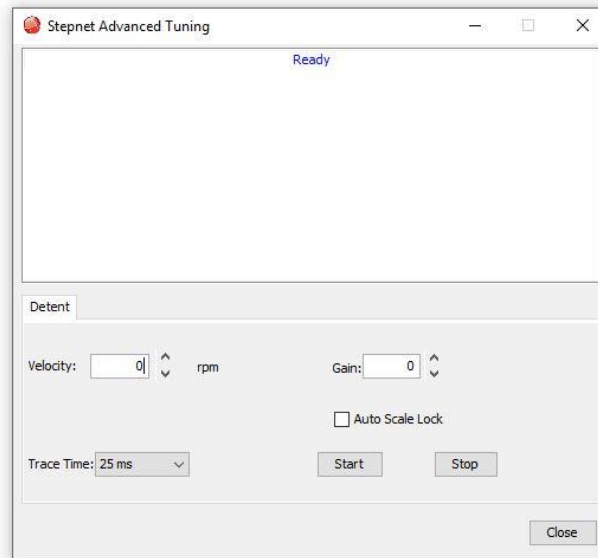 Stepnet Advanced Tuning
Ready
Detent
Velocity: 0 rpm Gain: 0
Auto Scale Lock
Trace Time: 25 ms Start Stop
Close